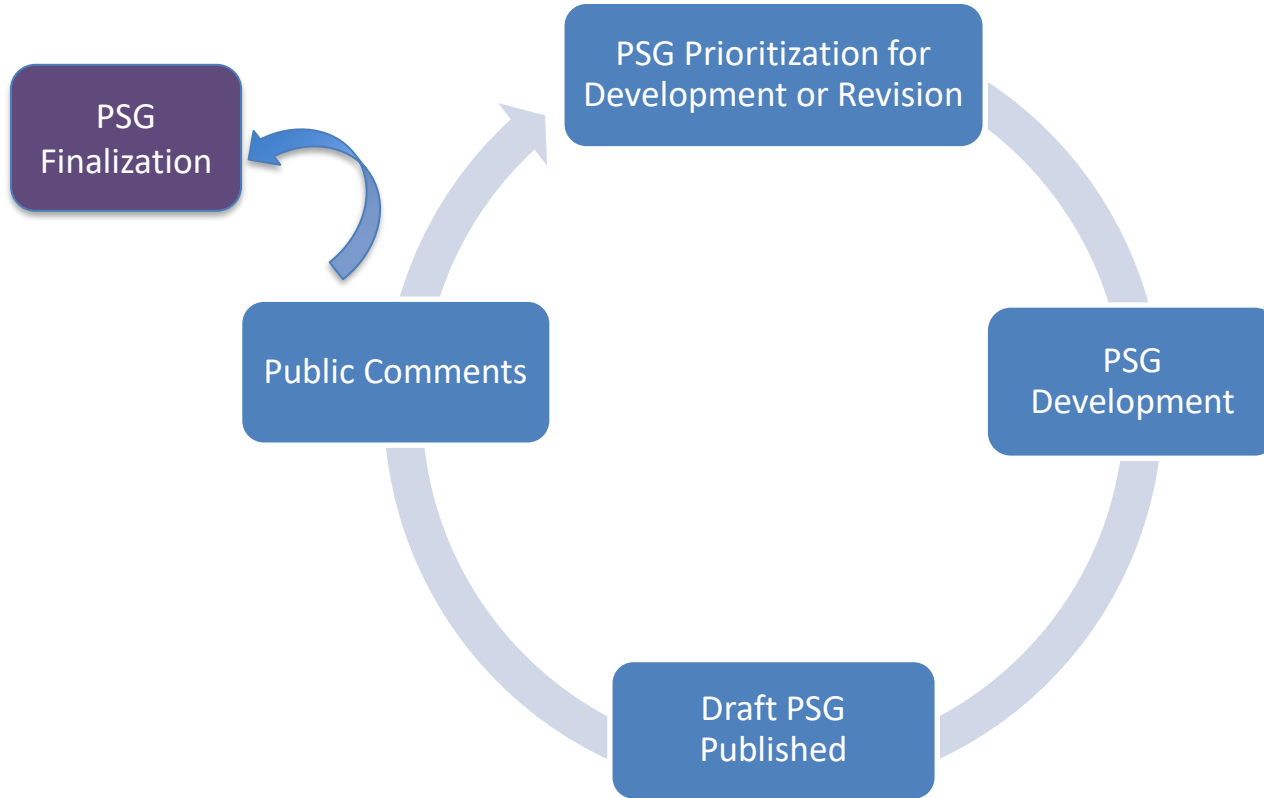 PSG Prioritization for
Development or Revision
PSG
Finalization
Public Comments
PSG
Development
Draft PSG
Published